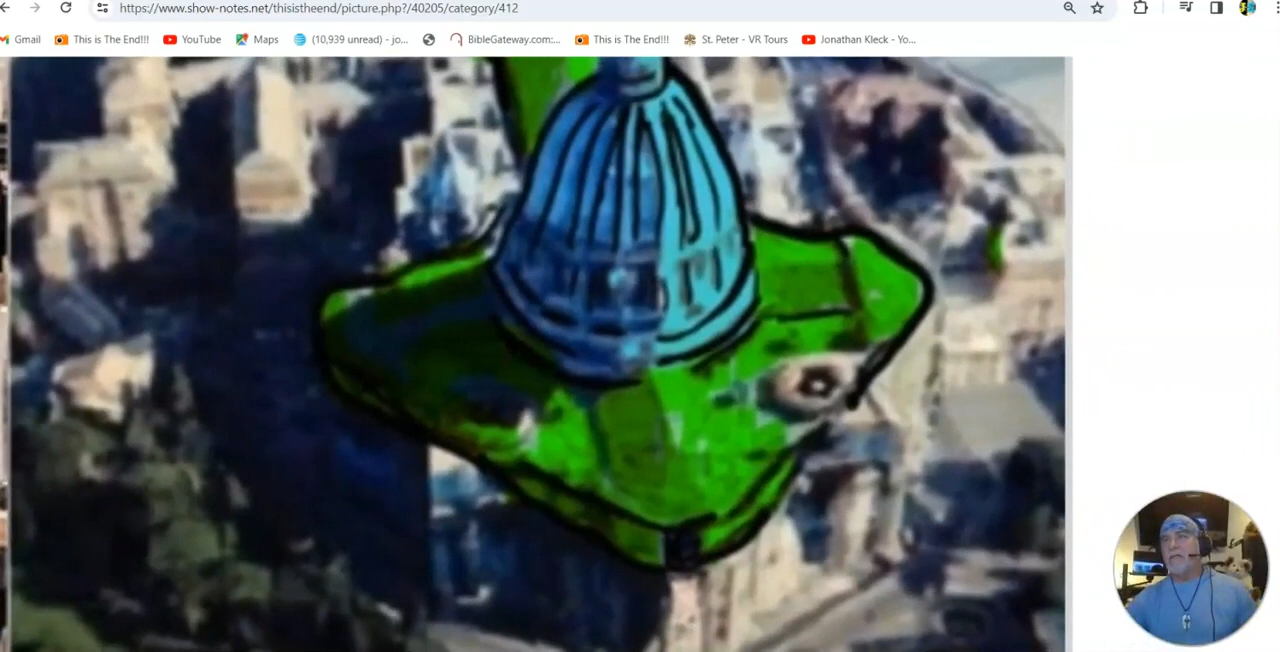 https://www.show-notes.net/thisistheend/picture.php?/40205/category/412
Gmail This is The End!!! YouTube Maps (10,939 unread) - jo... BibleGateway.com:... This is The End!!! St. Peter - VR Tours Jonathan Kleck - Yo...